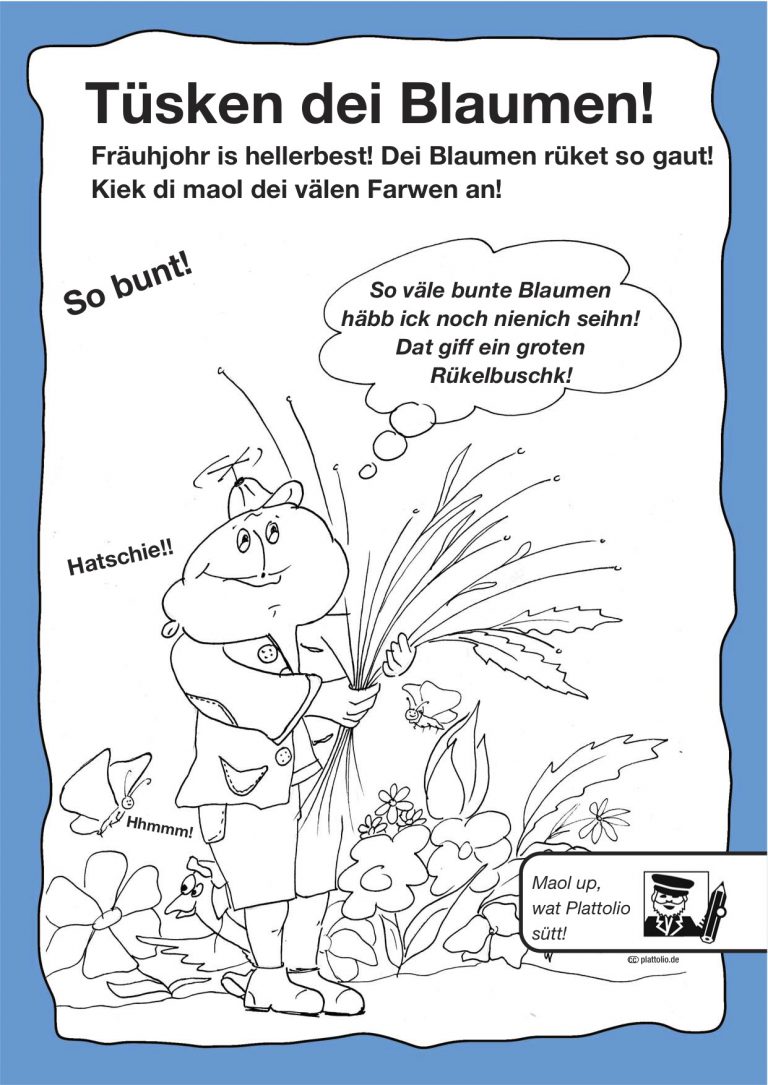 Tüsken dei Blaumen!
Fräuhjohr is hellerbest! Dei Blaumen rüket so gaut!
Kiek di maol dei välen Farwen an!
So bunt!
So väle bunte Blaumen
häbb ick noch nienich seihn!
Dat giff ein groten
Rükelbuschk!
Hatschie!!
Hhmmm!
Maol up,
wat Plattolio
sütt!
cc plattolio.de